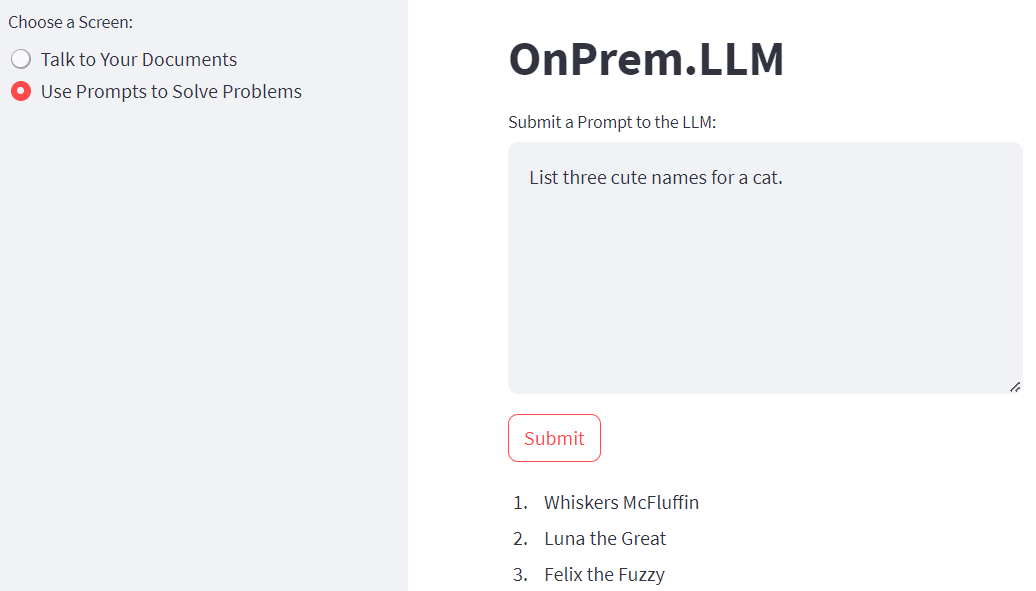 Choose a Screen:
Talk to Your Documents
Use Prompts to Solve Problems
OnPrem.LLM
Submit a Prompt to the LLM:
List three cute names for a cat.
Submit
1. Whiskers McFluffin
2. Luna the Great
3. Felix the Fuzzy